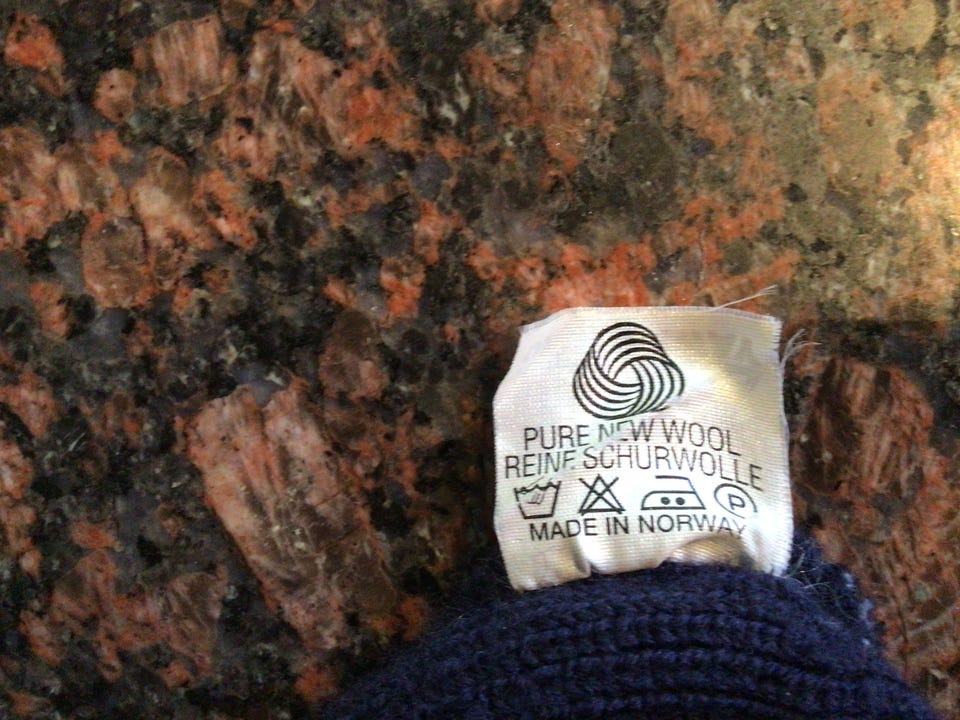 PURE NEW WOOL
REINE SCHURWOLLE
P
MADE IN NORWAY